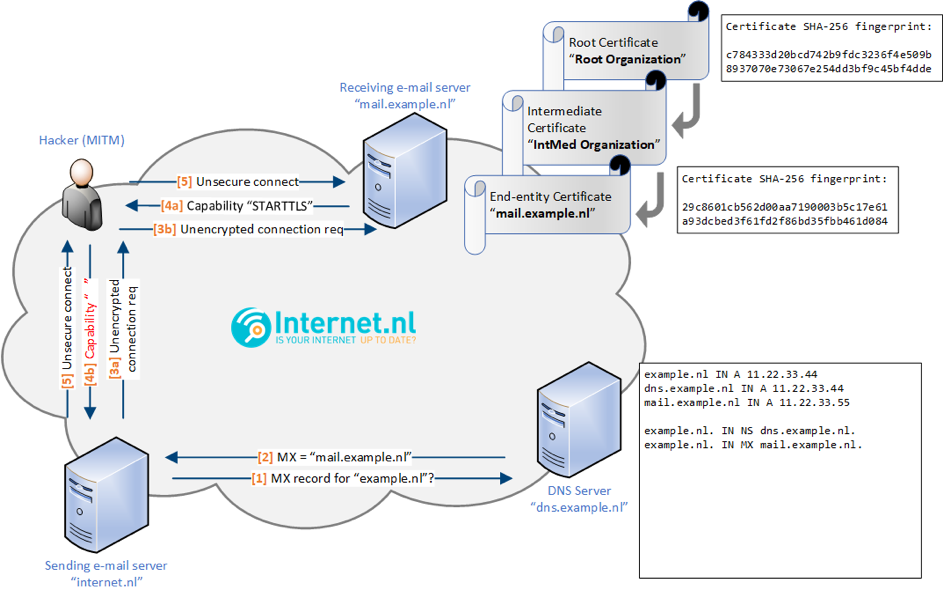 Certificate SHA-256 fingerprint:
c784333d20bcd742b9fdc3236f4e509b
8937070e73067e254dd3bf9c45bf4dde
Root Certificate
“Root Organization”
Receiving e-mail server
“mail.example.nl”
Intermediate
Certificate
“IntMed Organization”
Hacker (MITM)
Certificate SHA-256 fingerprint:
29c8601cb562d00aa7190003b5c17e61
a93dcbed3f61fd2f86bd35fbb461d084
End-entity Certificate
“mail.example.nl”
[5] Unsecure connect
[4a] Capability “STARTTLS”
[3b] Unencrypted connection req
[5] Unsecure connect
[4b] Capability “ ”
[3a] Unencrypted
connection req
Internet.nl
IS YOUR INTERNET UP TO DATE?
example.nl IN A 11.22.33.44
dns.example.nl IN A 11.22.33.44
mail.example.nl IN A 11.22.33.55
example.nl. IN NS dns.example.nl.
example.nl. IN MX mail.example.nl.
[2] MX = “mail.example.nl”
[1] MX record for “example.nl”?
DNS Server
“dns.example.nl”
Sending e-mail server
“internet.nl”